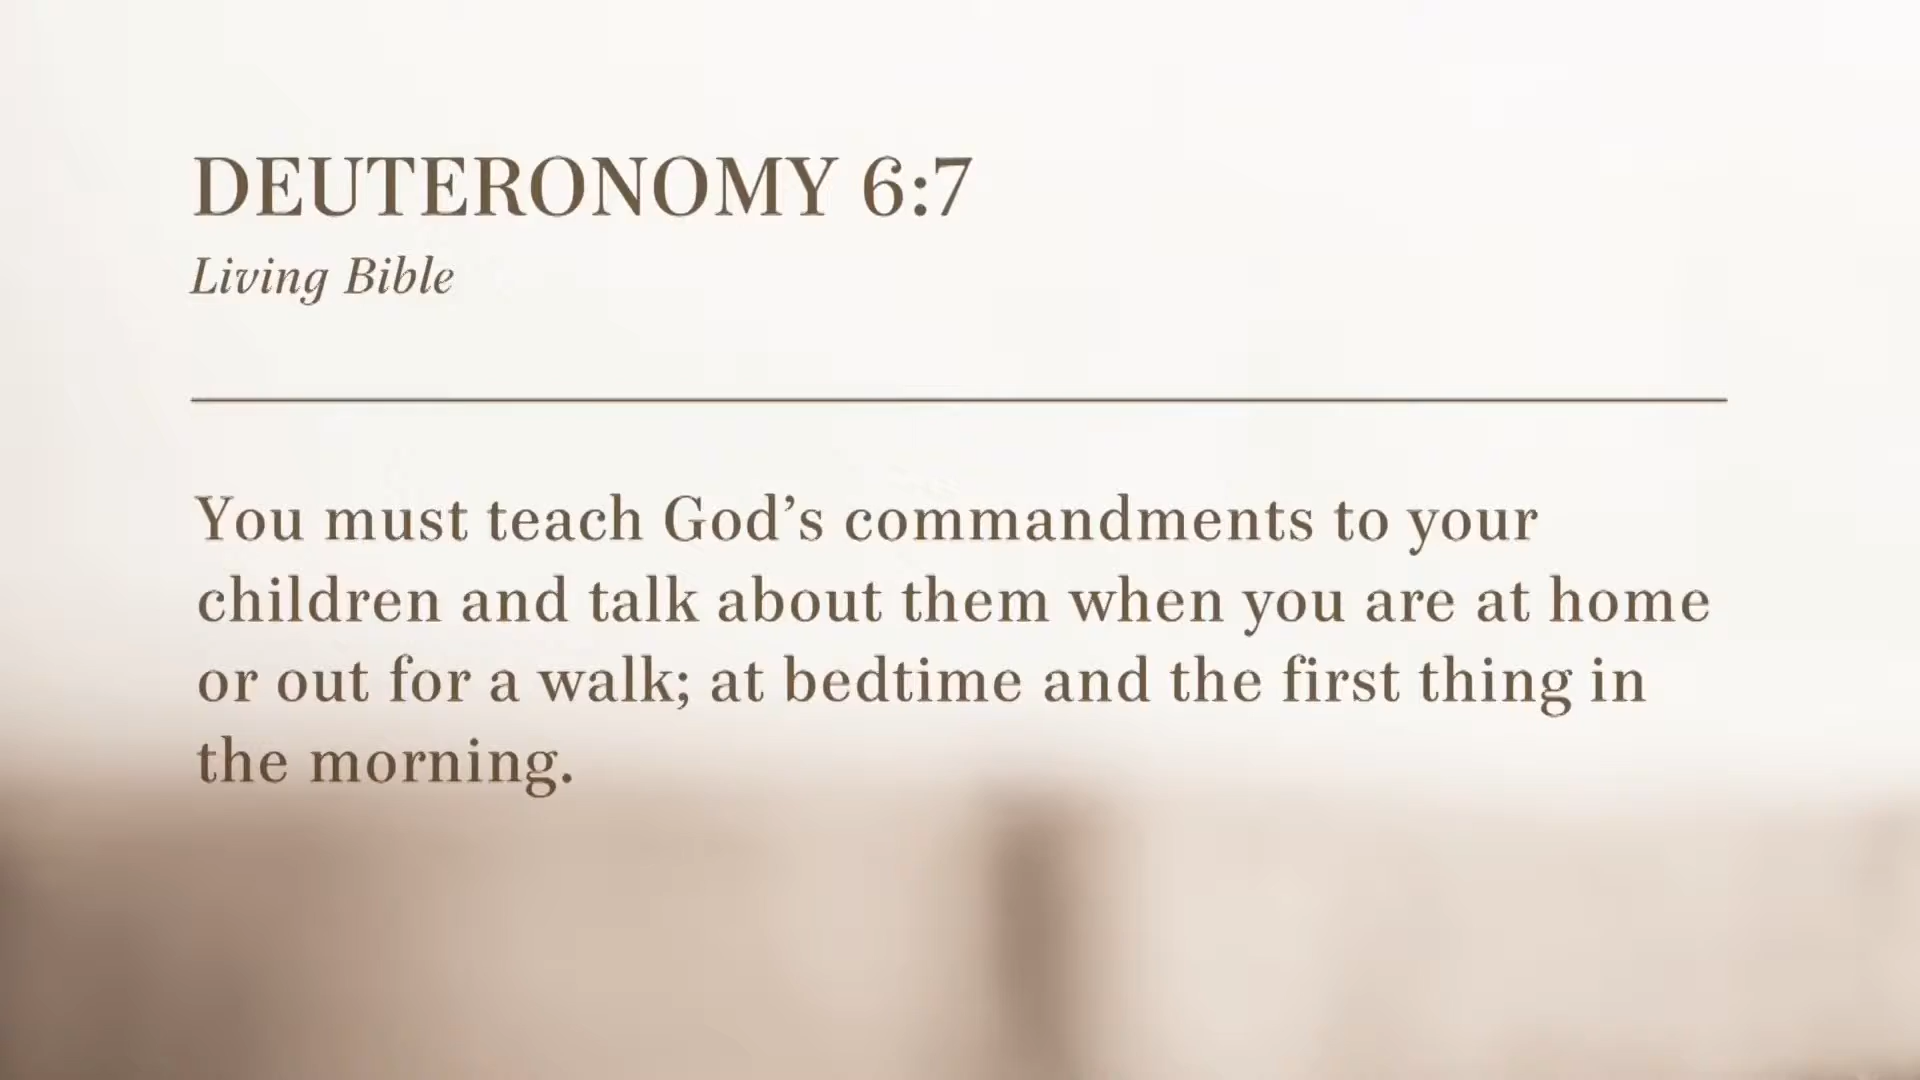 DEUTERONOMY 6:7
Living Bible
You must teach God’s commandments to your
children and talk about them when you are at home
or out for a walk; at bedtime and the first thing in
the morning.